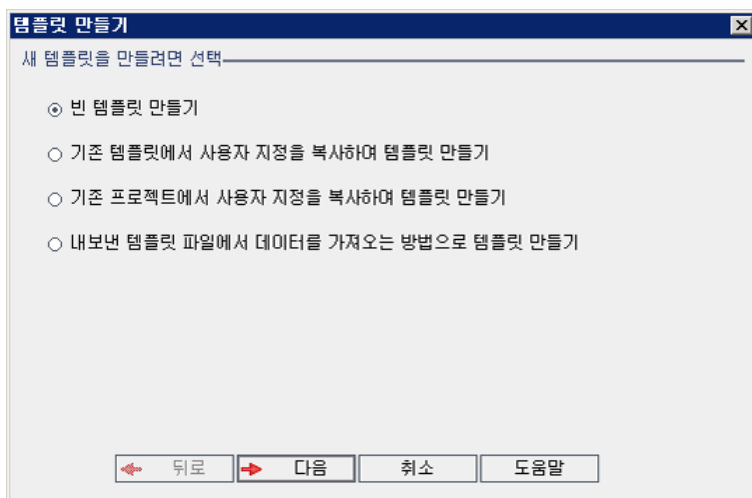 템플릿 만들기
새 템플릿을 만들려면 선택
빈 템플릿 만들기
기존 템플릿에서 사용자 지정을 복사하여 템플릿 만들기
기존 프로젝트에서 사용자 지정을 복사하여 템플릿 만들기
내보낸 템플릿 파일에서 데이터를 가져오는 방법으로 템플릿 만들기
뒤로 다음 취소 도움말